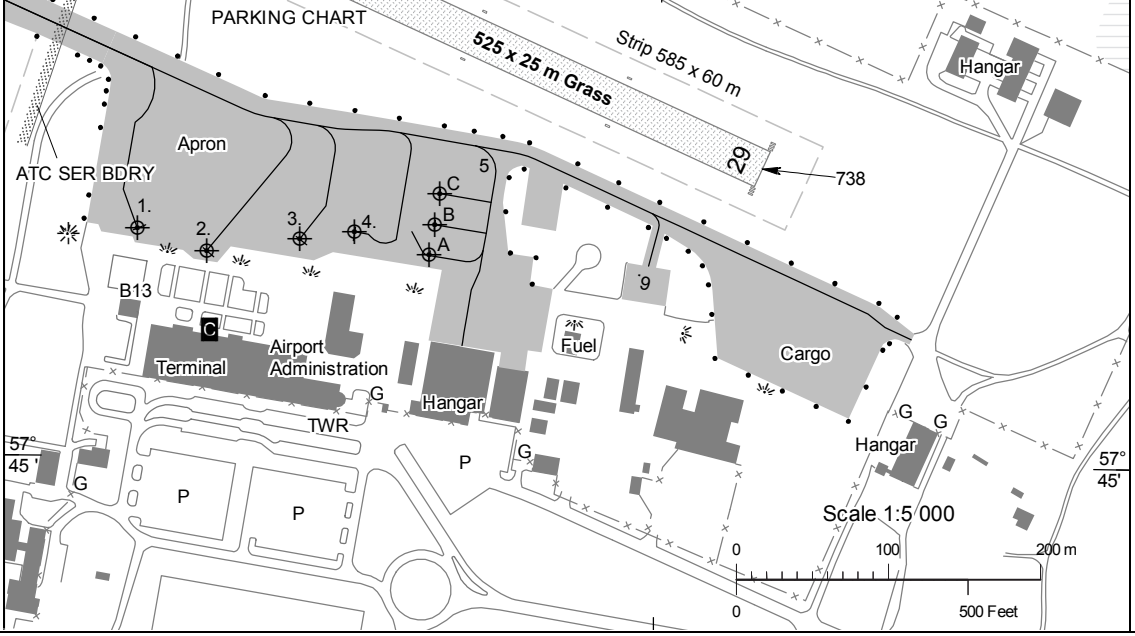 PARKING CHART
525 x 25 m Grass
Strip 585 x 60 m
Hangar
Apron
ATC SER BDRY
29
738
5
C
B
A
1.
2.
3.
4.
6.
B13
C
Terminal
Airport
Administration
Fuel
Cargo
Hangar
G
TWR
G
G
Hangar
57°
45 '
57°
45'
G
P
P
P
G
Scale 1:5 000
0
100
200 m
0
500 Feet